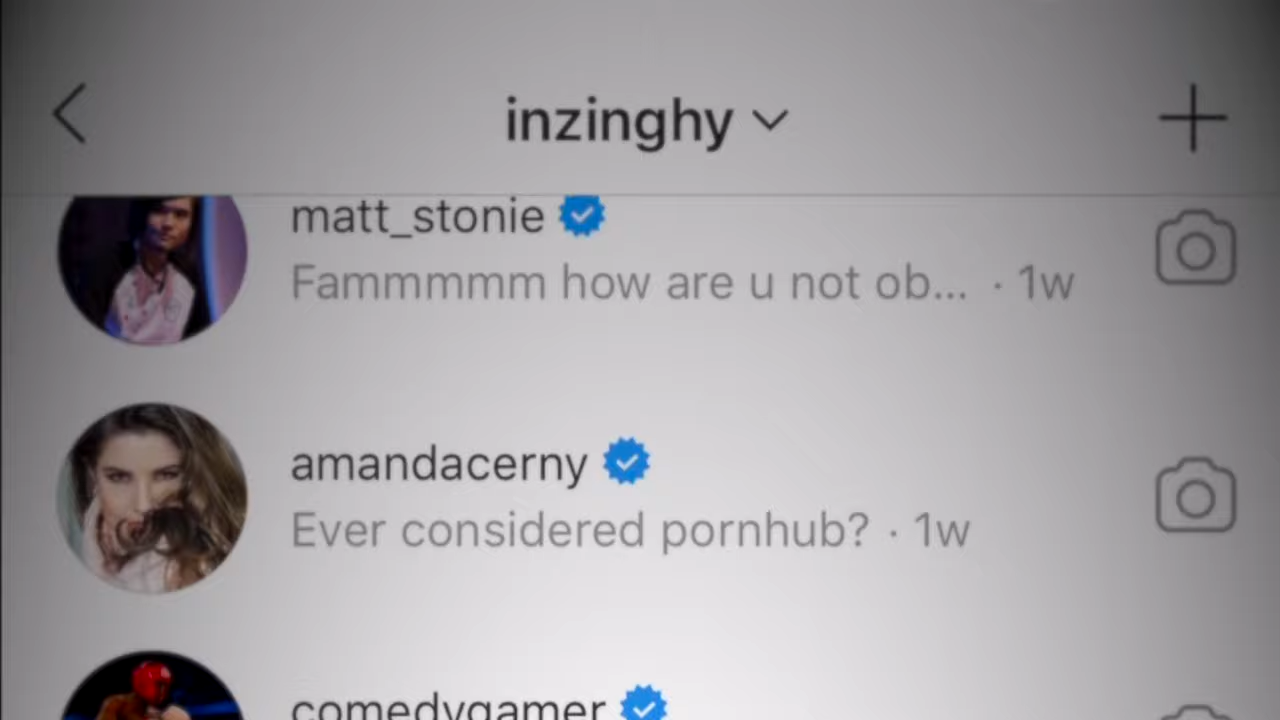 inzinghy
matt_stonie
Fammmmm how are u not ob... · 1w
amandacerny
Ever considered pornhub? · 1w
comedygamer